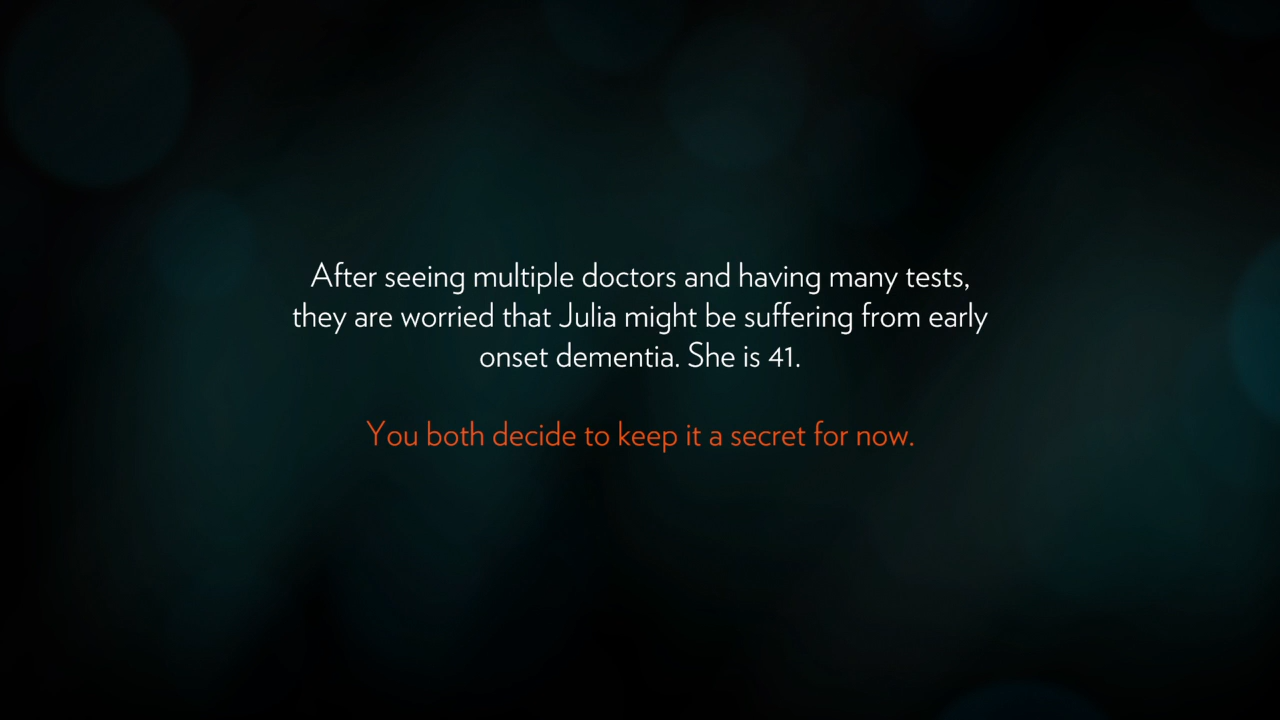 After seeing multiple doctors and having many tests,
they are worried that Julia might be suffering from early
onset dementia. She is 41.
You both decide to keep it a secret for now.